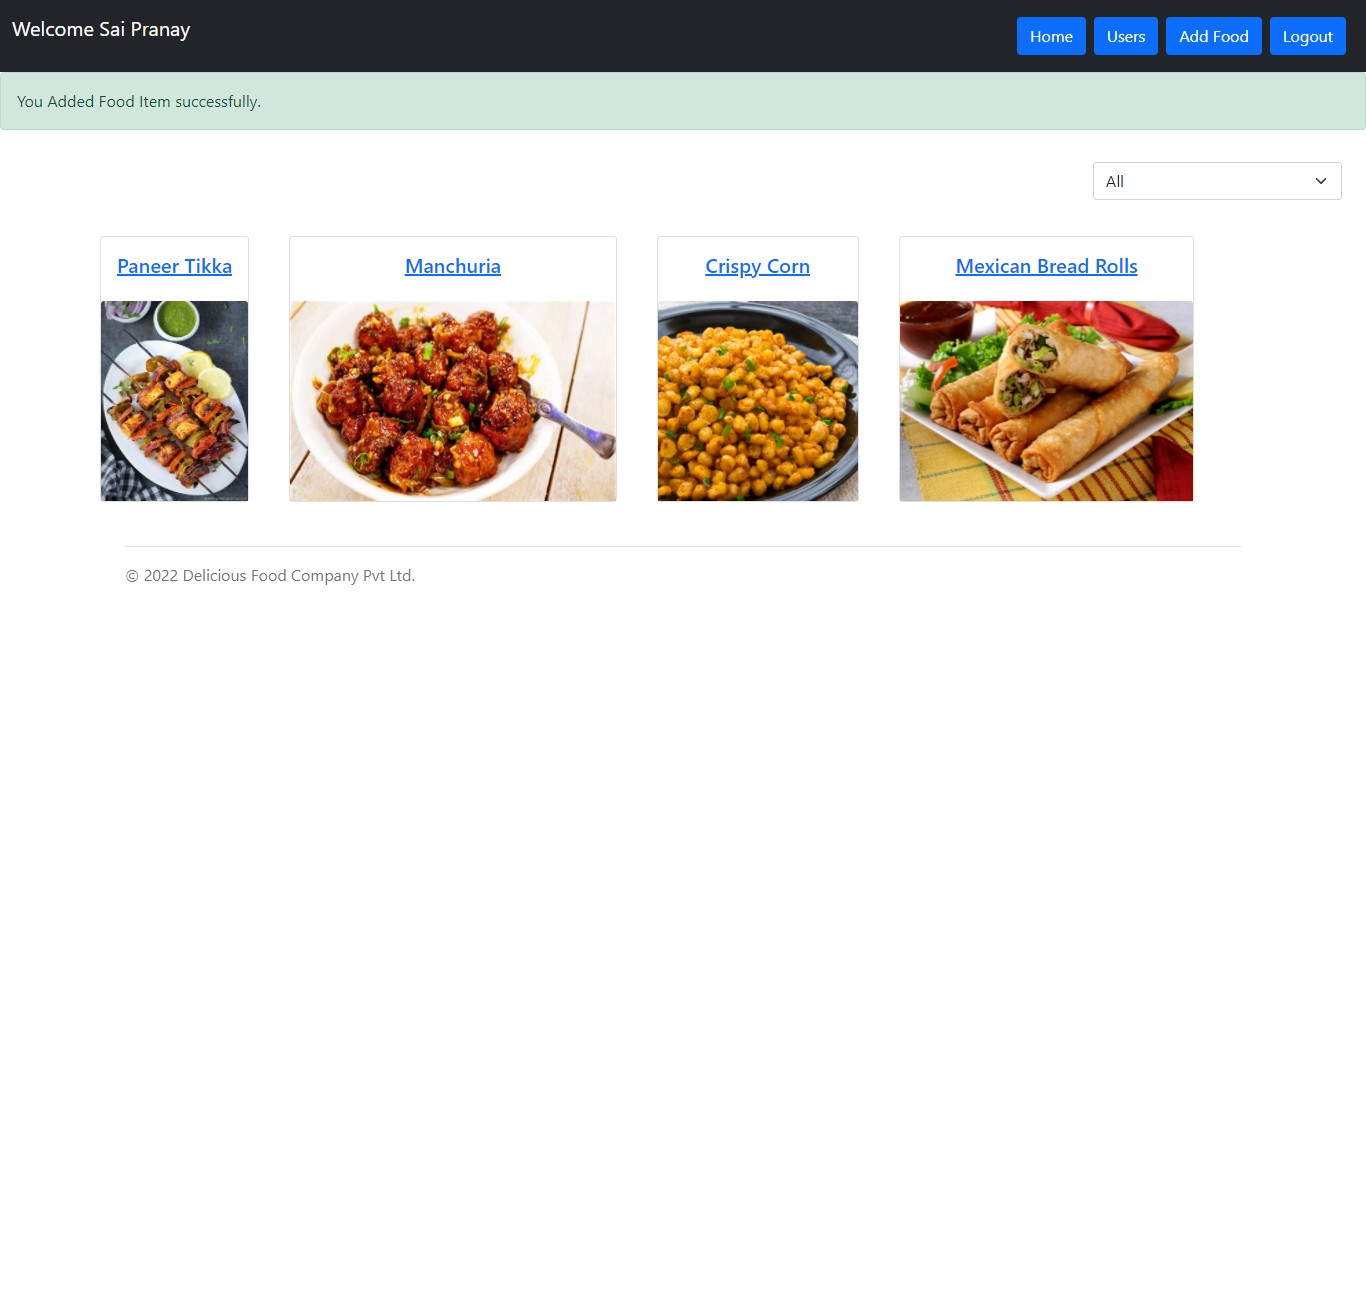 Welcome Sai Pranay
Home Users Add Food Logout
You Added Food Item successfully.
All
Paneer Tikka Manchuria Crispy Corn Mexican Bread Rolls
© 2022 Delicious Food Company Pvt Ltd.